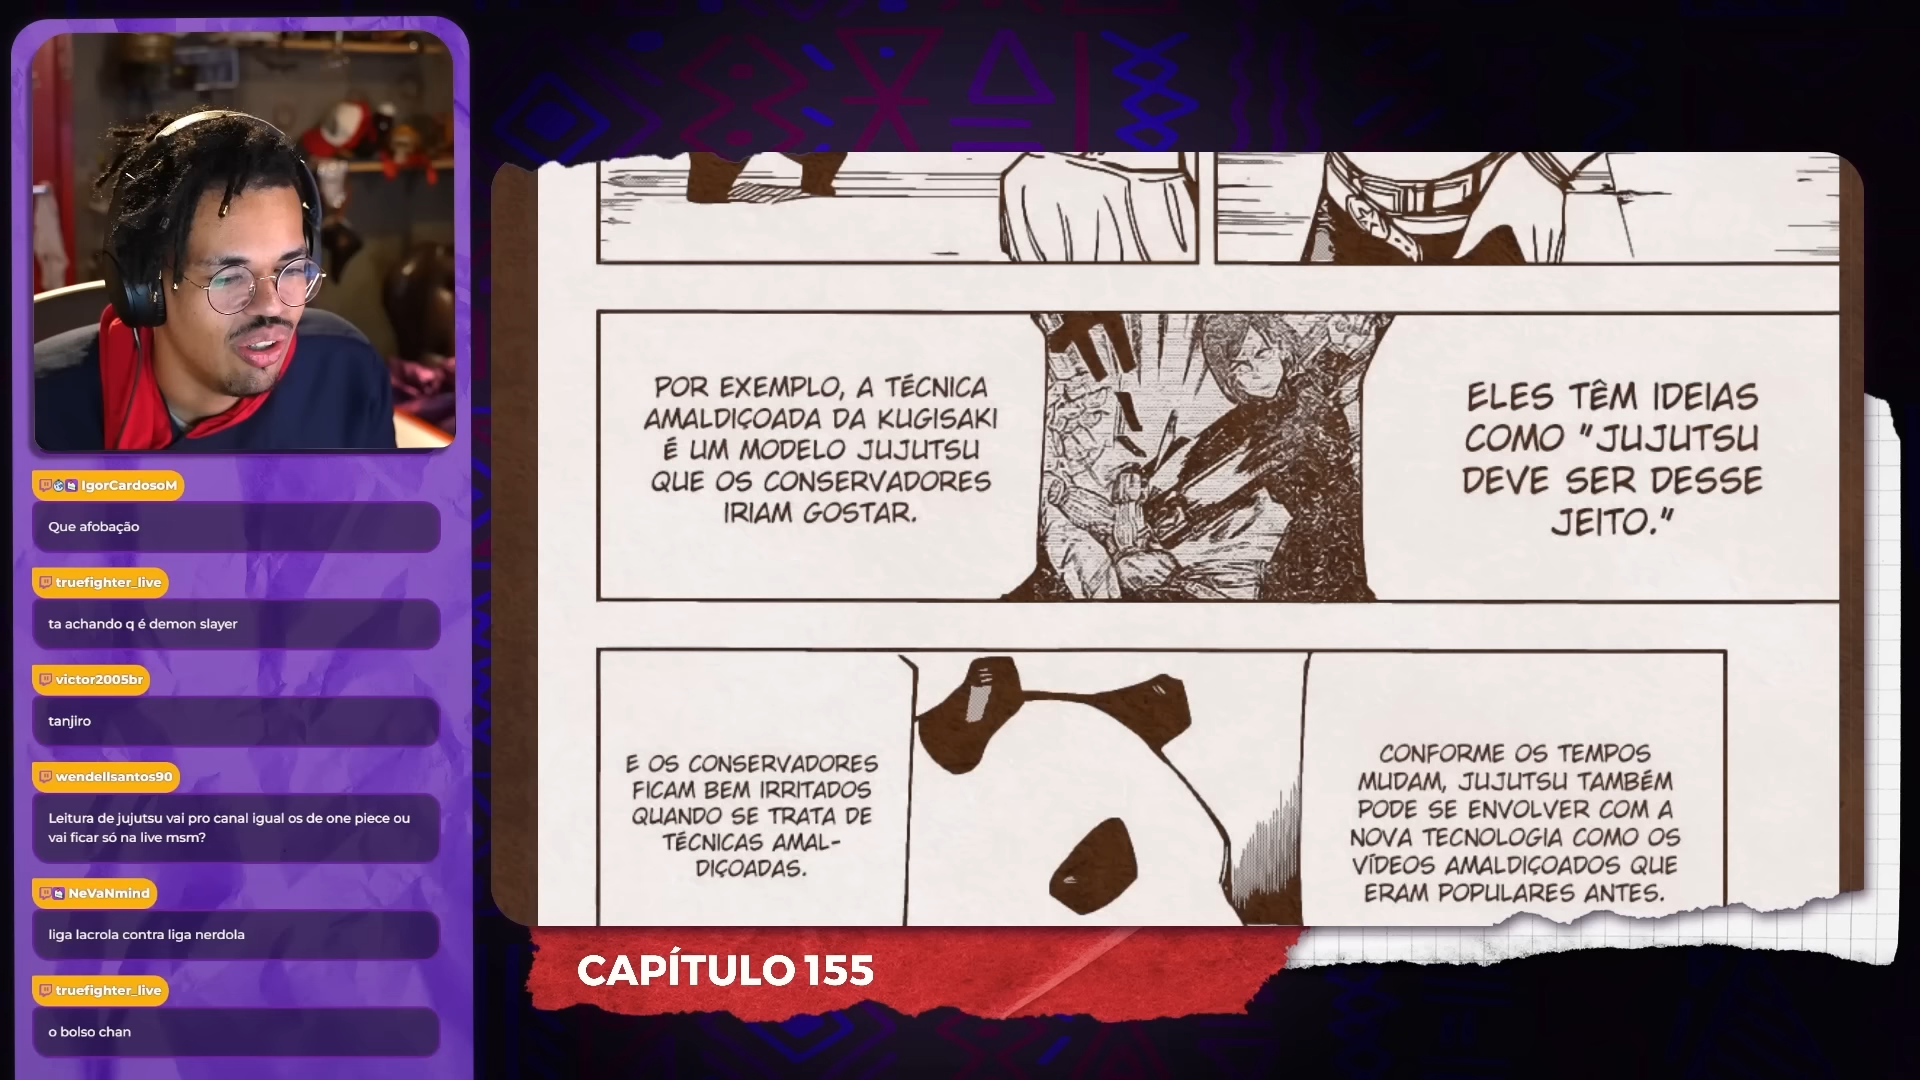 IgorCardosoM
Que afobação
truefighter_live
ta achando q é demon slayer
victor2005br
tanjiro
wendellsantos90
Leitura de jujutsu vai pro canal igual os de one piece ou
vai ficar só na live msm?
NeVaNmind
liga lacrola contra liga nerdola
truefighter_live
o bolso chan
ELES TÊM IDEIAS
COMO "JUJUTSU
DEVE SER DESSE
JEITO."
POR EXEMPLO, A TÉCNICA
AMALDIÇOADA DA KUGISAKI
É UM MODELO JUJUTSU
QUE OS CONSERVADORES
IRIAM GOSTAR.
CONFORME OS TEMPOS
MUDAM, JUJUTSU TAMBÉM
PODE SE ENVOLVER COM A
NOVA TECNOLOGIA COMO OS
VÍDEOS AMALDIÇOADOS QUE
ERAM POPULARES ANTES.
E OS CONSERVADORES
FICAM BEM IRRITADOS
QUANDO SE TRATA DE
TÉCNICAS AMAL-
DIÇOADAS.
CAPÍTULO 155